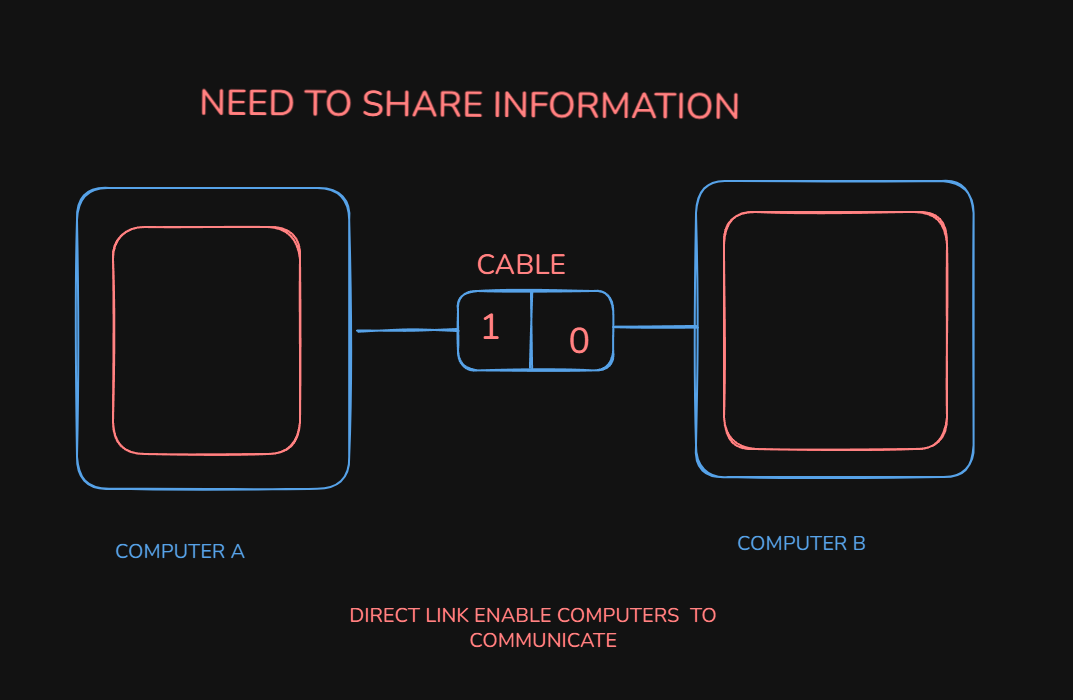 NEED TO SHARE INFORMATION
CABLE
1
0
COMPUTER A
COMPUTER B
DIRECT LINK ENABLE COMPUTERS TO
COMMUNICATE